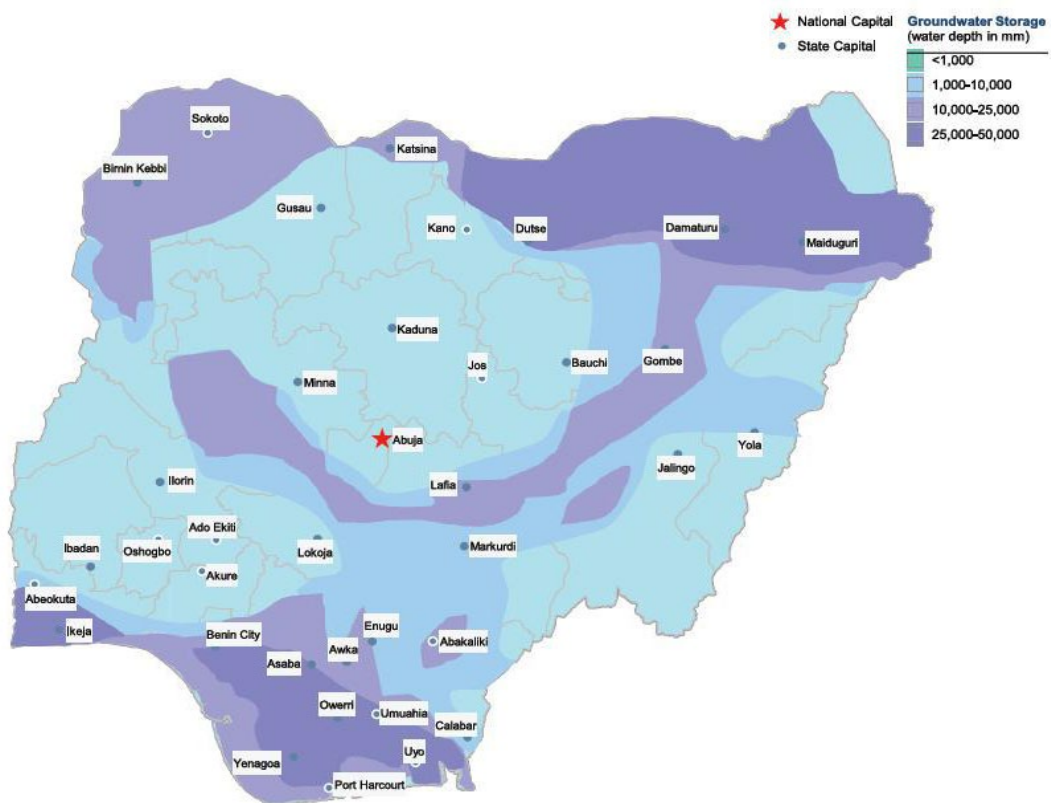 National Capital
State Capital
Groundwater Storage
(water depth in mm)
<1,000
1,000–10,000
10,000–25,000
25,000–50,000
Sokoto
Katsina
Birnin Kebbi
Gusau
Kano
Dutse
Damaturu
Maiduguri
Kaduna
Jos
Bauchi
Gombe
Minna
Abuja
Yola
Jalingo
Lafia
Ilorin
Ado Ekiti
Oshogbo
Lokoja
Markurdi
Ibadan
Akure
Abeokuta
Ikeja
Benin City
Enugu
Abakaliki
Awka
Asaba
Owerri
Umuahia
Calabar
Uyo
Yenagoa
Port Harcourt